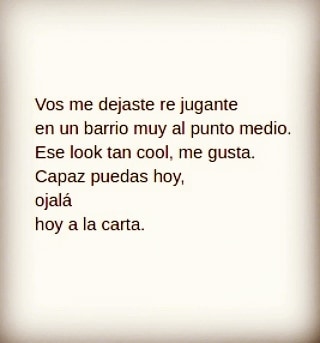 Vos me dejaste re jugante
en un barrio muy al punto medio.
Ese look tan cool, me gusta.
Capaz puedas hoy,
ojalá
hoy a la carta.